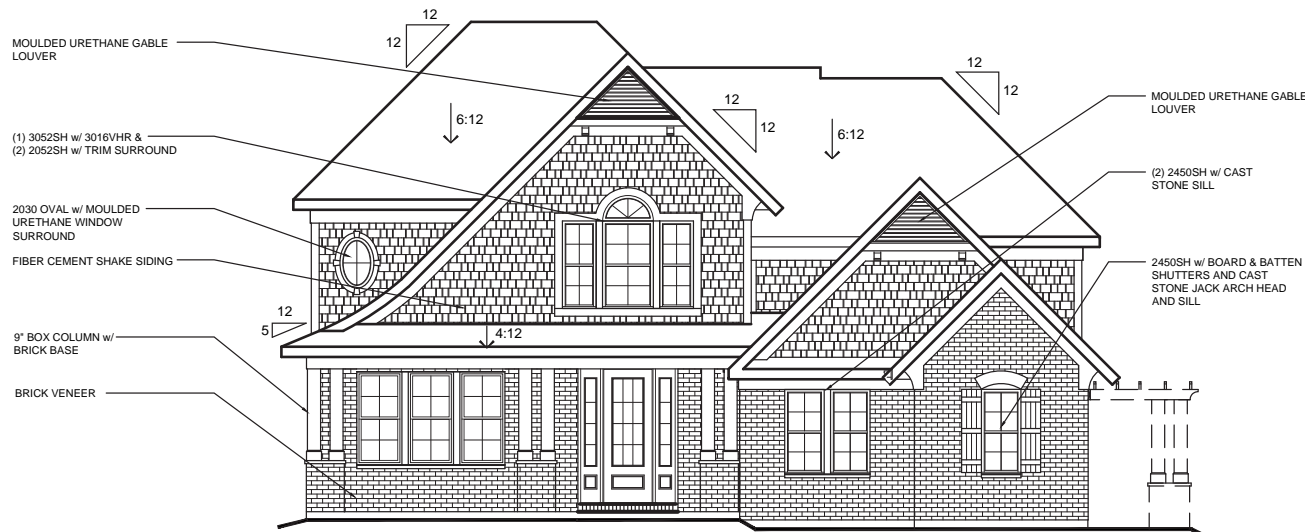 MOULDED URETHANE GABLE
LOUVER
(1) 3052SH w/ 3016VHR &
(2) 2052SH w/ TRIM SURROUND
2030 OVAL w/ MOULDED
URETHANE WINDOW
SURROUND
FIBER CEMENT SHAKE SIDING
12
5
9" BOX COLUMN w/
BRICK BASE
BRICK VENEER
12
12
6:12
4:12
12
12
6:12
12
12
MOULDED URETHANE GABLE
LOUVER
(2) 2450SH w/ CAST
STONE SILL
2450SH w/ BOARD & BATTEN
SHUTTERS AND CAST
STONE JACK ARCH HEAD
AND SILL